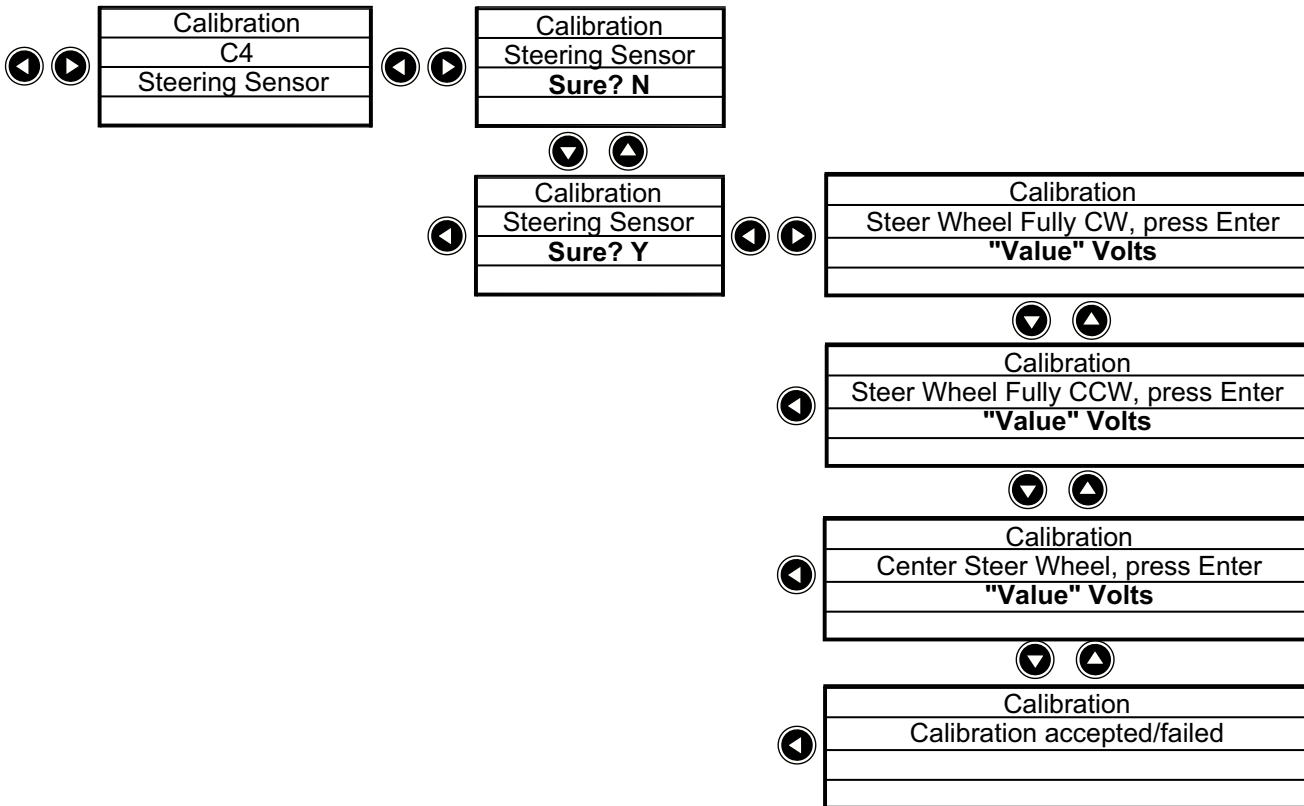 Calibration
C4
Steering Sensor
Calibration
Steering Sensor
Sure? N
Calibration
Steering Sensor
Sure? Y
Calibration
Steer Wheel Fully CW, press Enter
"Value" Volts
Calibration
Steer Wheel Fully CCW, press Enter
"Value" Volts
Calibration
Center Steer Wheel, press Enter
"Value" Volts
Calibration
Calibration accepted/failed